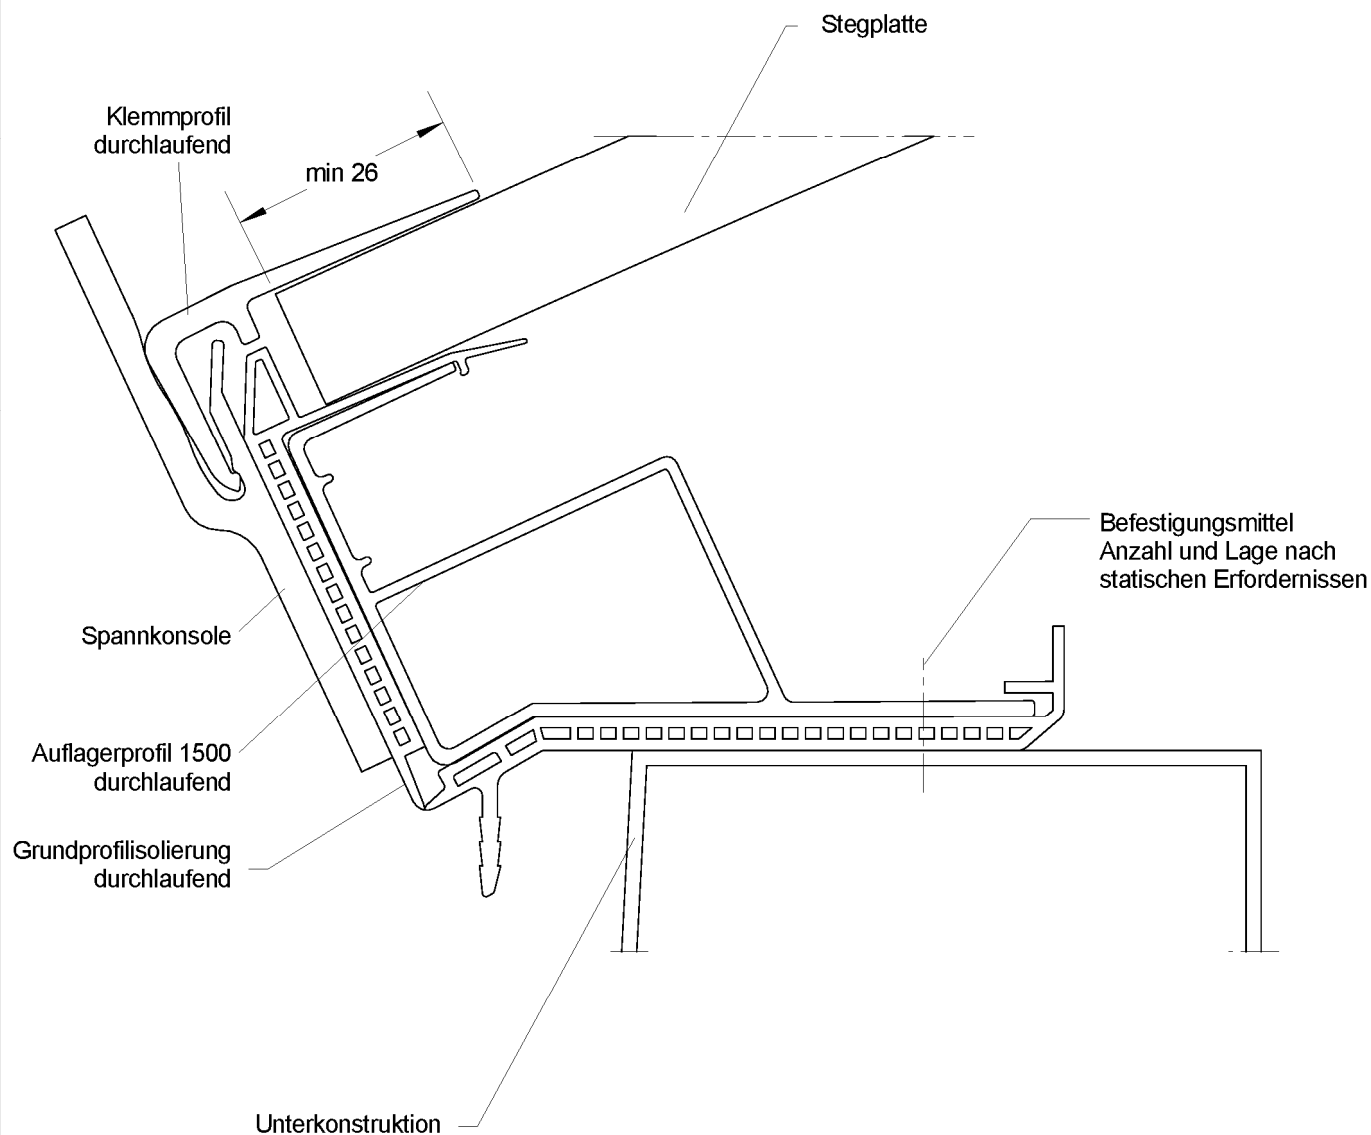 Stegplatte
Klemmprofil
durchlaufend
min 26
Befestigungsmittel
Anzahl und Lage nach
statischen Erfordernissen
Spannkonsole
Auflagerprofil 1500
durchlaufend
Grundprofilisolierung
durchlaufend
Unterkonstruktion